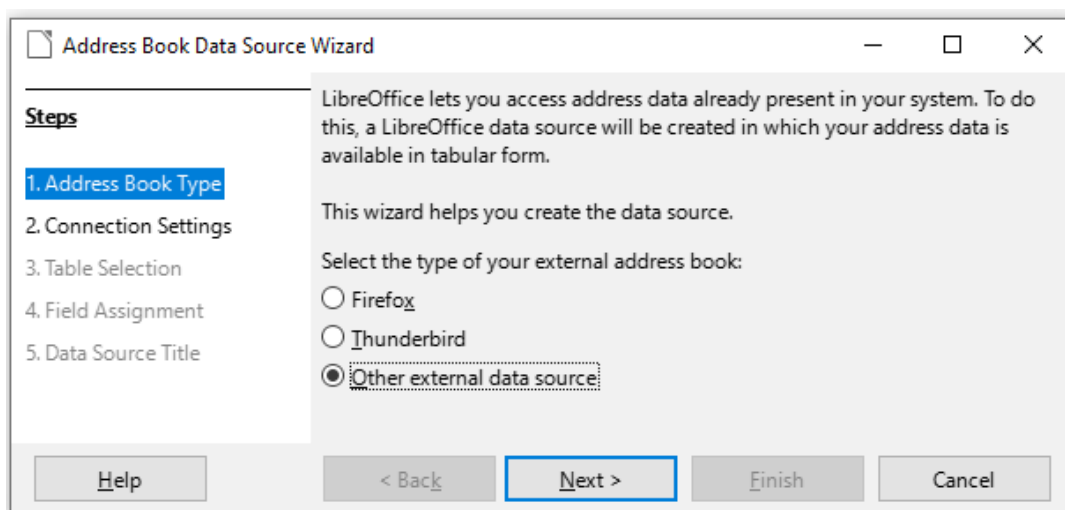 Address Book Data Source Wizard
Steps
1. Address Book Type
2. Connection Settings
3. Table Selection
4. Field Assignment
5. Data Source Title
LibreOffice lets you access address data already present in your system. To do
this, a LibreOffice data source will be created in which your address data is
available in tabular form.
This wizard helps you create the data source.
Select the type of your external address book:
Firefox
Thunderbird
Other external data source
Help
< Back
Next >
Finish
Cancel